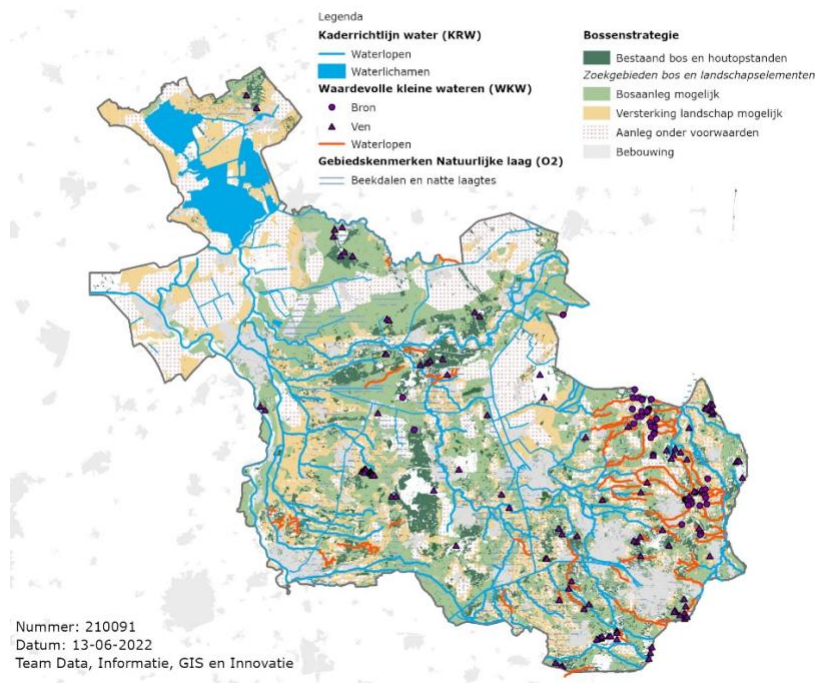 Legenda
Kaderrichtlijn water (KRW)
Waterlopen
Waterlichamen
Waardevolle kleine wateren (WKW)
Bron
Ven
Waterlopen
Gebiedskenmerken Natuurlijke laag (O2)
Beekdalen en natte laagtes
Bossenstrategie
Bestaand bos en houtopstanden
Zoekgebieden bos en landschapselementen
Bosaanleg mogelijk
Versterking landschap mogelijk
Aanleg onder voorwaarden
Bebouwing
Nummer: 210091
Datum: 13-06-2022
Team Data, Informatie, GIS en Innovatie